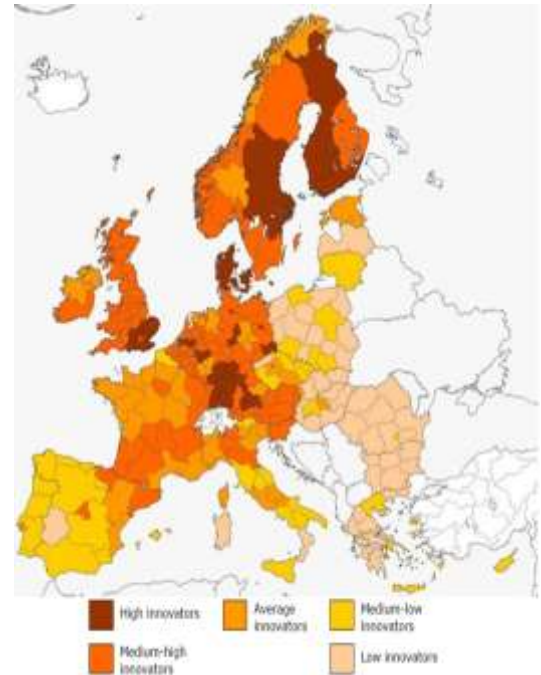 High innovators
Average
innovators
Medium-low
innovators
Medium-high
innovators
Low innovators